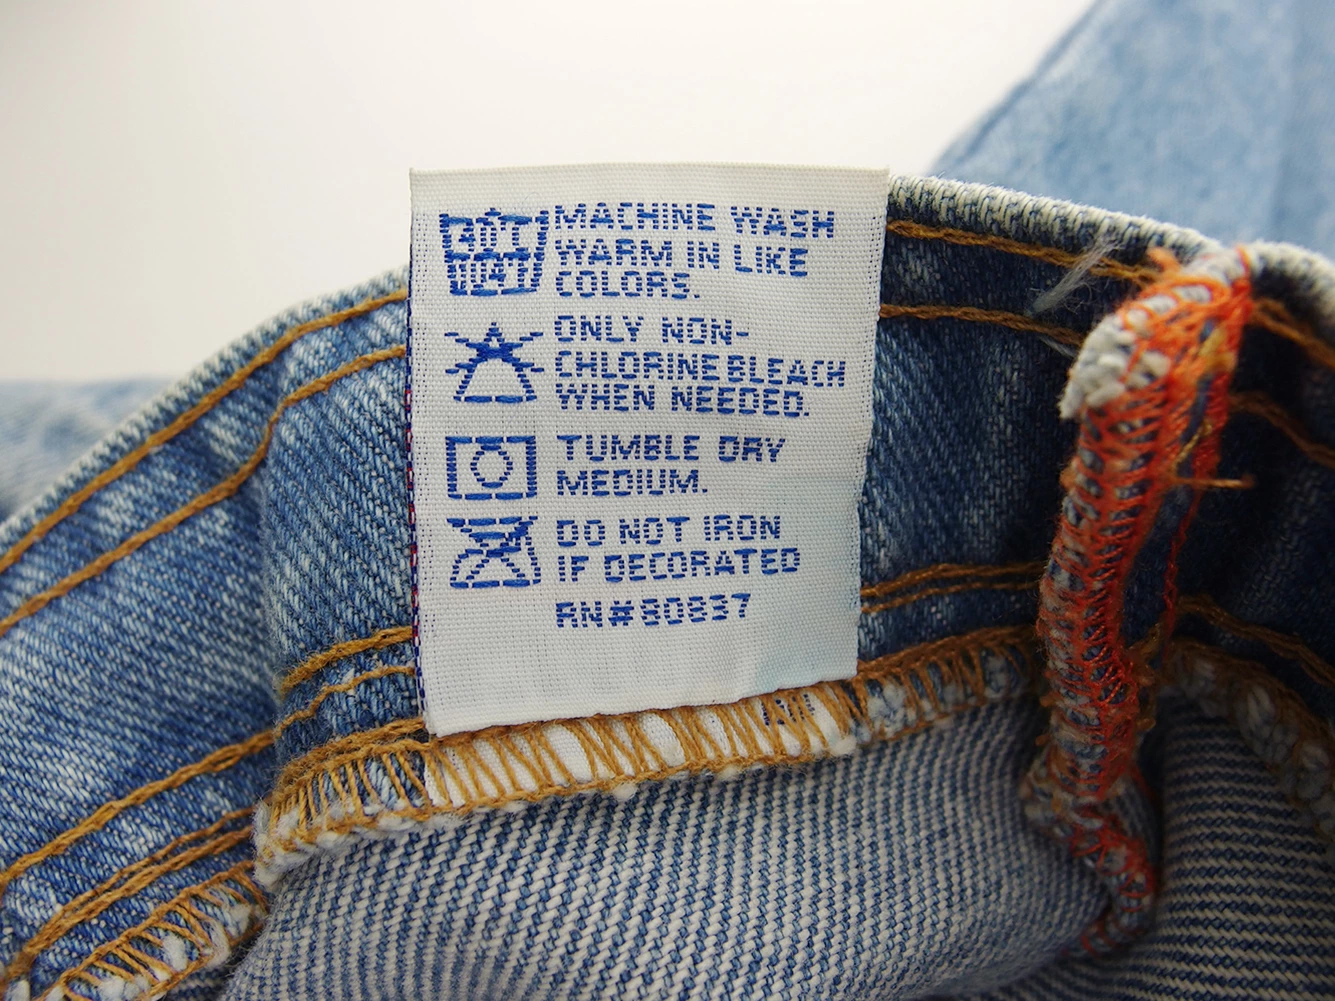 MACHINE WASH
WARM IN LIKE
COLORS.
ONLY NON-
CHLORINE BLEACH
WHEN NEEDED.
TUMBLE DRY
MEDIUM.
DO NOT IRON
IF DECORATED
RN#80837